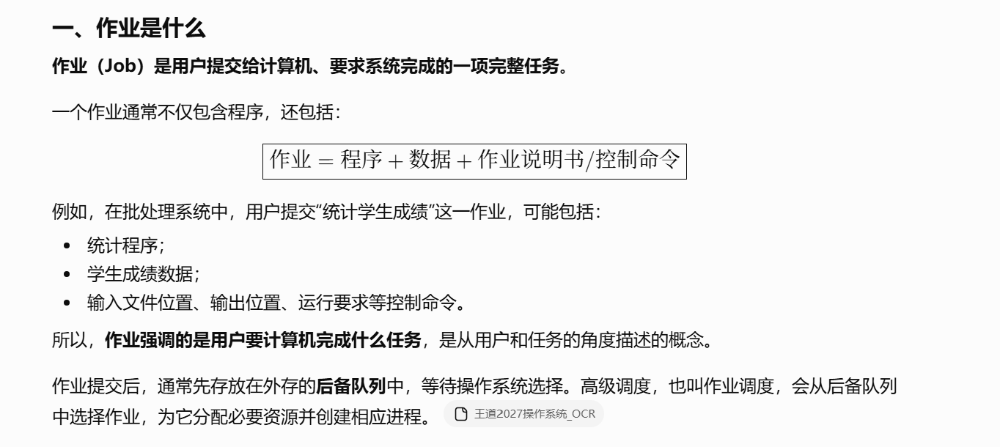 一、作业是什么
作业（Job）是用户提交给计算机、要求系统完成的一项完整任务。
一个作业通常不仅包含程序，还包括：
作业 = 程序 + 数据 + 作业说明书/控制命令
例如，在批处理系统中，用户提交“统计学生成绩”这一作业，可能包括：
• 统计程序；
• 学生成绩数据；
• 输入文件位置、输出位置、运行要求等控制命令。
所以，作业强调的是用户要计算机完成什么任务，是从用户和任务的角度描述的概念。
作业提交后，通常先存放在外存的后备队列中，等待操作系统选择。高级调度，也叫作业调度，会从后备队列
中选择作业，为它分配必要资源并创建相应进程。 王道2027操作系统_OCR